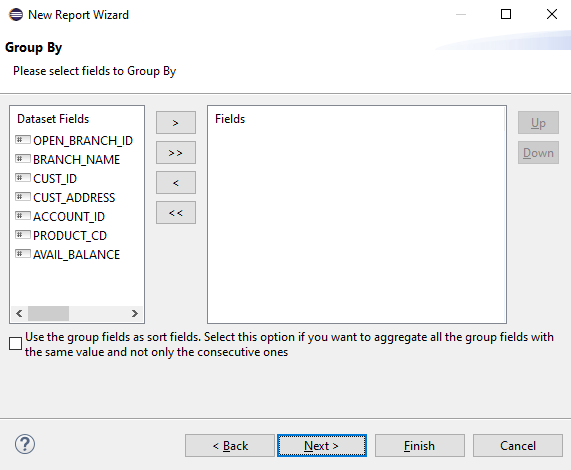 New Report Wizard
Group By
Please select fields to Group By
Dataset Fields
OPEN_BRANCH_ID
BRANCH_NAME
CUST_ID
CUST_ADDRESS
ACCOUNT_ID
PRODUCT_CD
AVAIL_BALANCE
>
>>
<
<<
Fields
Up
Down
Use the group fields as sort fields. Select this option if you want to aggregate all the group fields with
the same value and not only the consecutive ones
?
< Back
Next >
Finish
Cancel